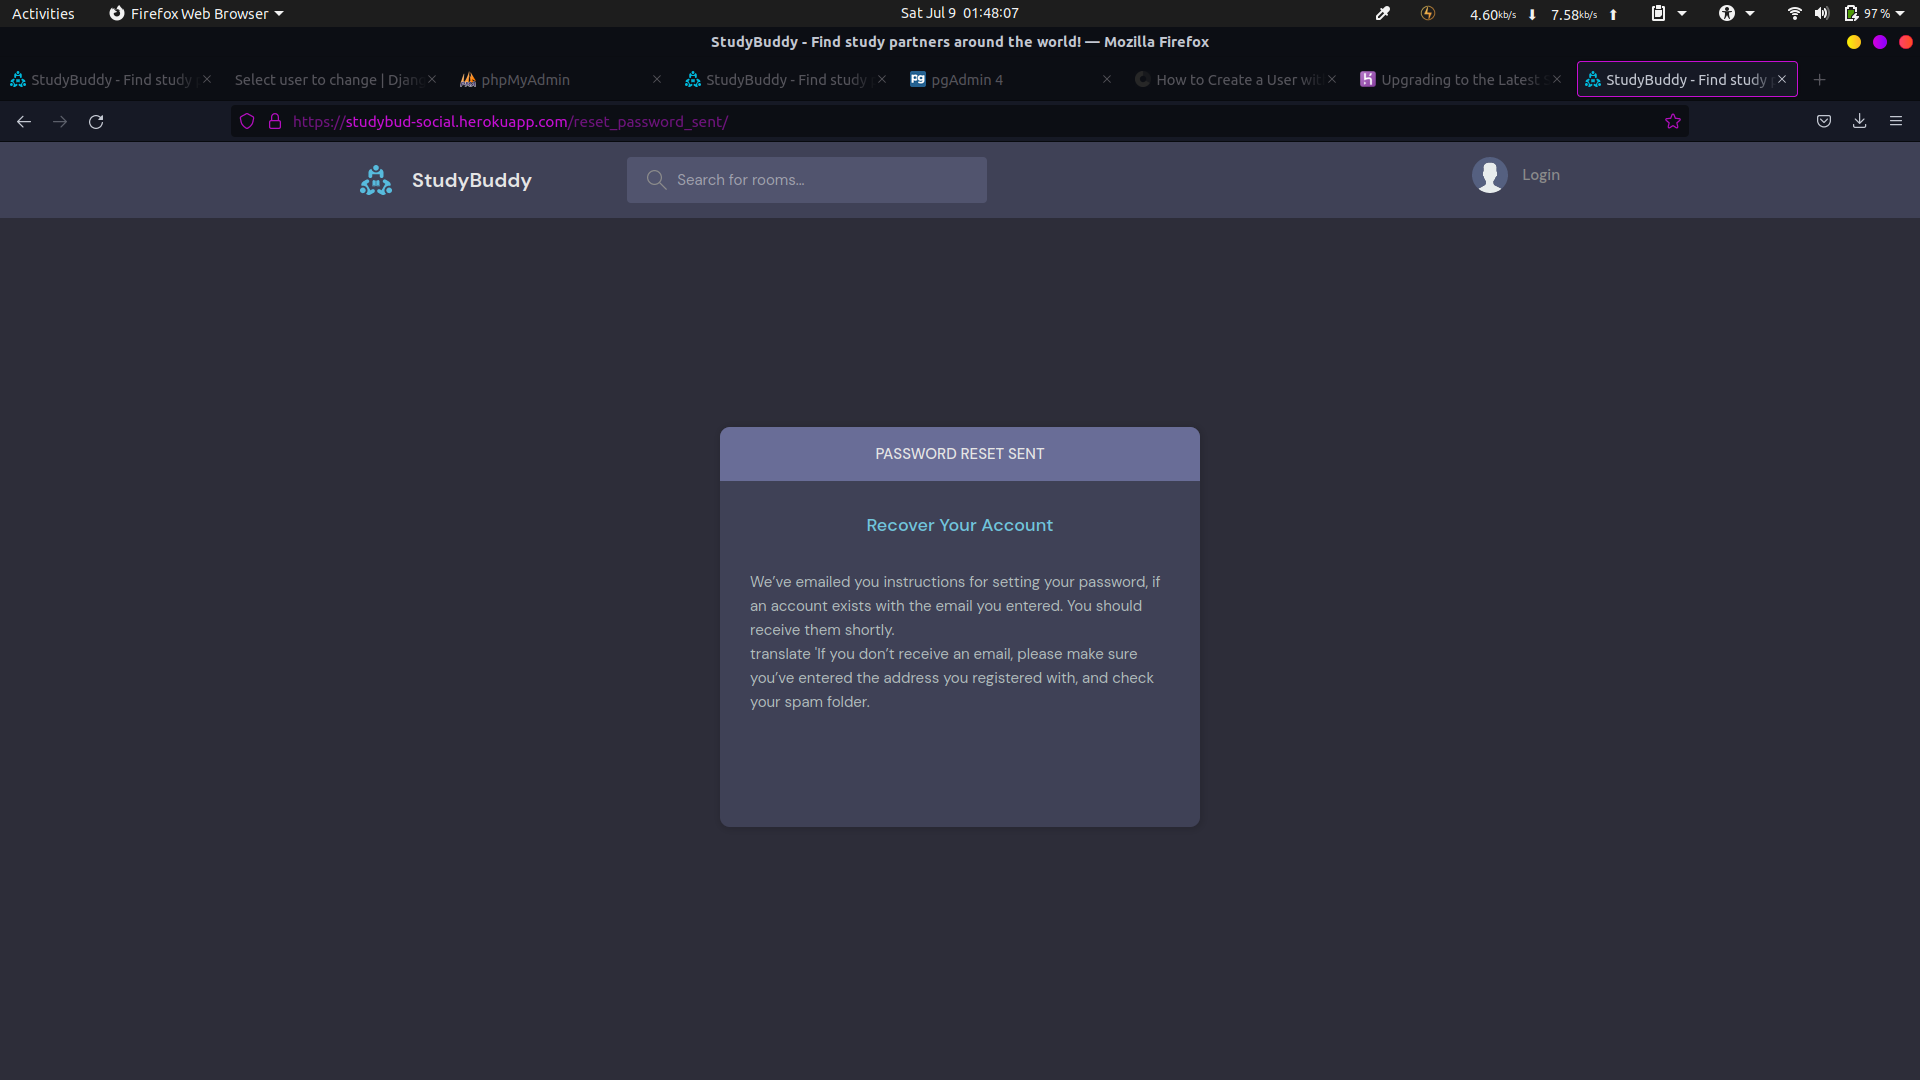 Activities
Firefox Web Browser
Sat Jul 9 01:48:07
4.60kb/s
7.58kb/s
97 %
StudyBuddy - Find study partners around the world! — Mozilla Firefox
StudyBuddy - Find study
Select user to change | Djan
phpMyAdmin
StudyBuddy - Find study
pgAdmin 4
How to Create a User wit
Upgrading to the Latest
StudyBuddy - Find study
https://studybud-social.herokuapp.com/reset_password_sent/
StudyBuddy
Search for rooms...
Login
PASSWORD RESET SENT
Recover Your Account
We’ve emailed you instructions for setting your password, if
an account exists with the email you entered. You should
receive them shortly.
translate 'If you don’t receive an email, please make sure
you’ve entered the address you registered with, and check
your spam folder.